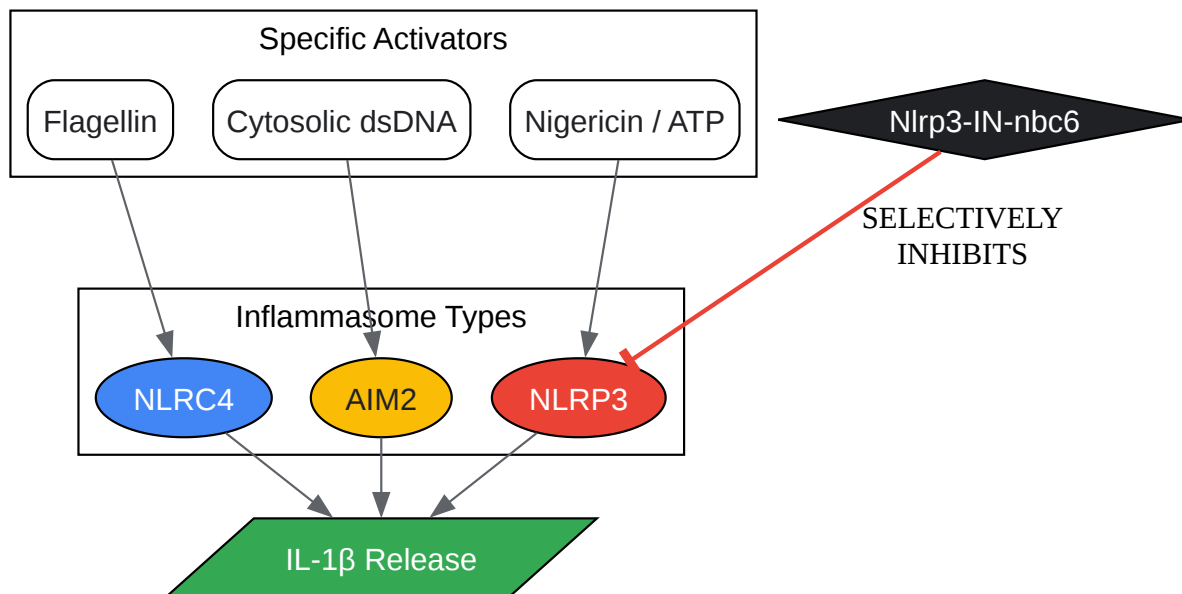 Specific Activators
Flagellin
Cytosolic dsDNA
Nigericin / ATP
Nlrp3-IN-nbc6
SELECTIVELY
INHIBITS
Inflammasome Types
NLRC4
AIM2
NLRP3
IL-1β Release